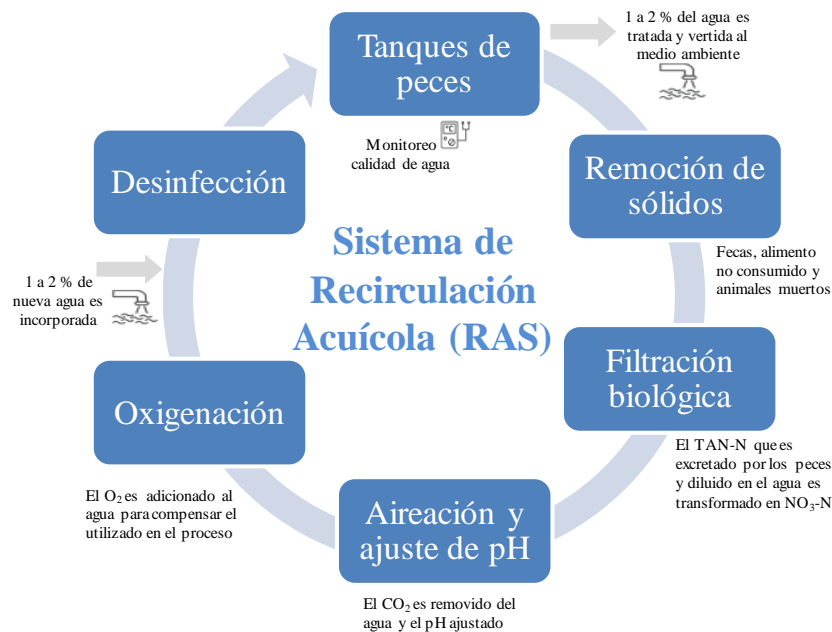 Tanques de
peces
1 a 2 % del agua es
tratada y vertida al
medio ambiente
Monitoreo
calidad de agua
°C
Remoción de
sólidos
Fecas, alimento
no consumido y
animales muertos
Filtración
biológica
El TAN-N que es
excretado por los peces
y diluido en el agua es
transformado en NO₃-N
Aireación y
ajuste de pH
El CO₂ es removido del
agua y el pH ajustado
Oxigenación
El O₂ es adicionado al
agua para compensar el
utilizado en el proceso
1 a 2 % de
nueva agua es
incorporada
Desinfección
Sistema de
Recirculación
Acuícola (RAS)